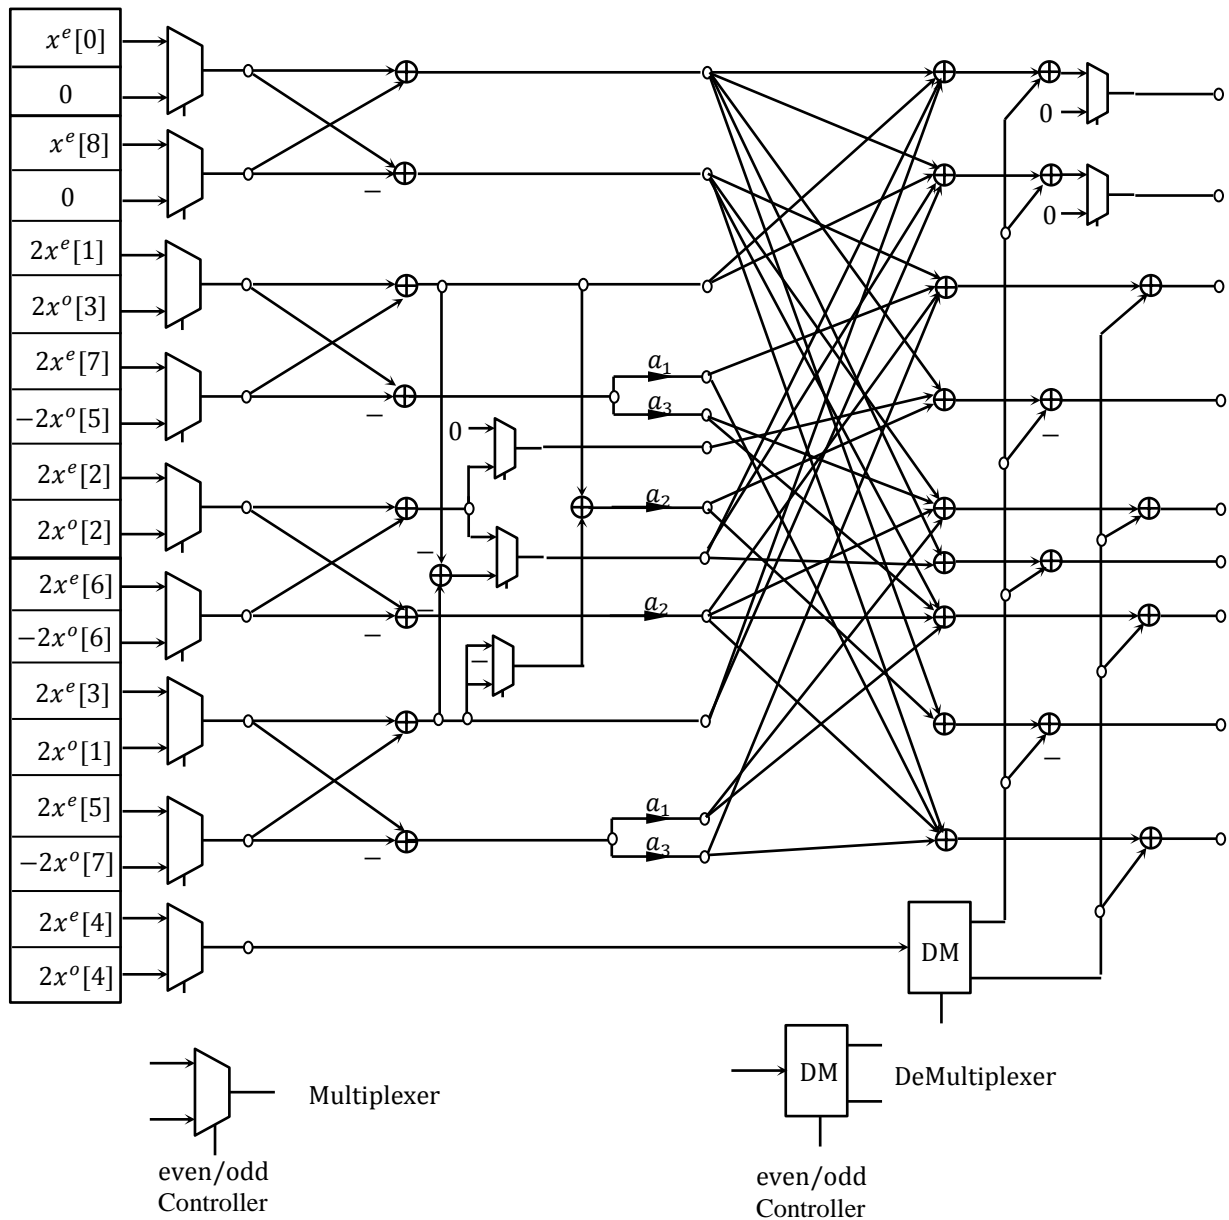 x^e[0]
0
x^e[8]
0
0
0
2x^e[1]
2x^o[3]
2x^e[7]
a_1
−
−2x^o[5]
a_3
−
0
−
2x^e[2]
a_2
2x^o[2]
−
2x^e[6]
−
a_2
−2x^o[6]
−
−
2x^e[3]
2x^o[1]
−
2x^e[5]
a_1
−2x^o[7]
−
a_3
2x^e[4]
DM
2x^o[4]
Multiplexer
DM
DeMultiplexer
even/odd
Controller
even/odd
Controller